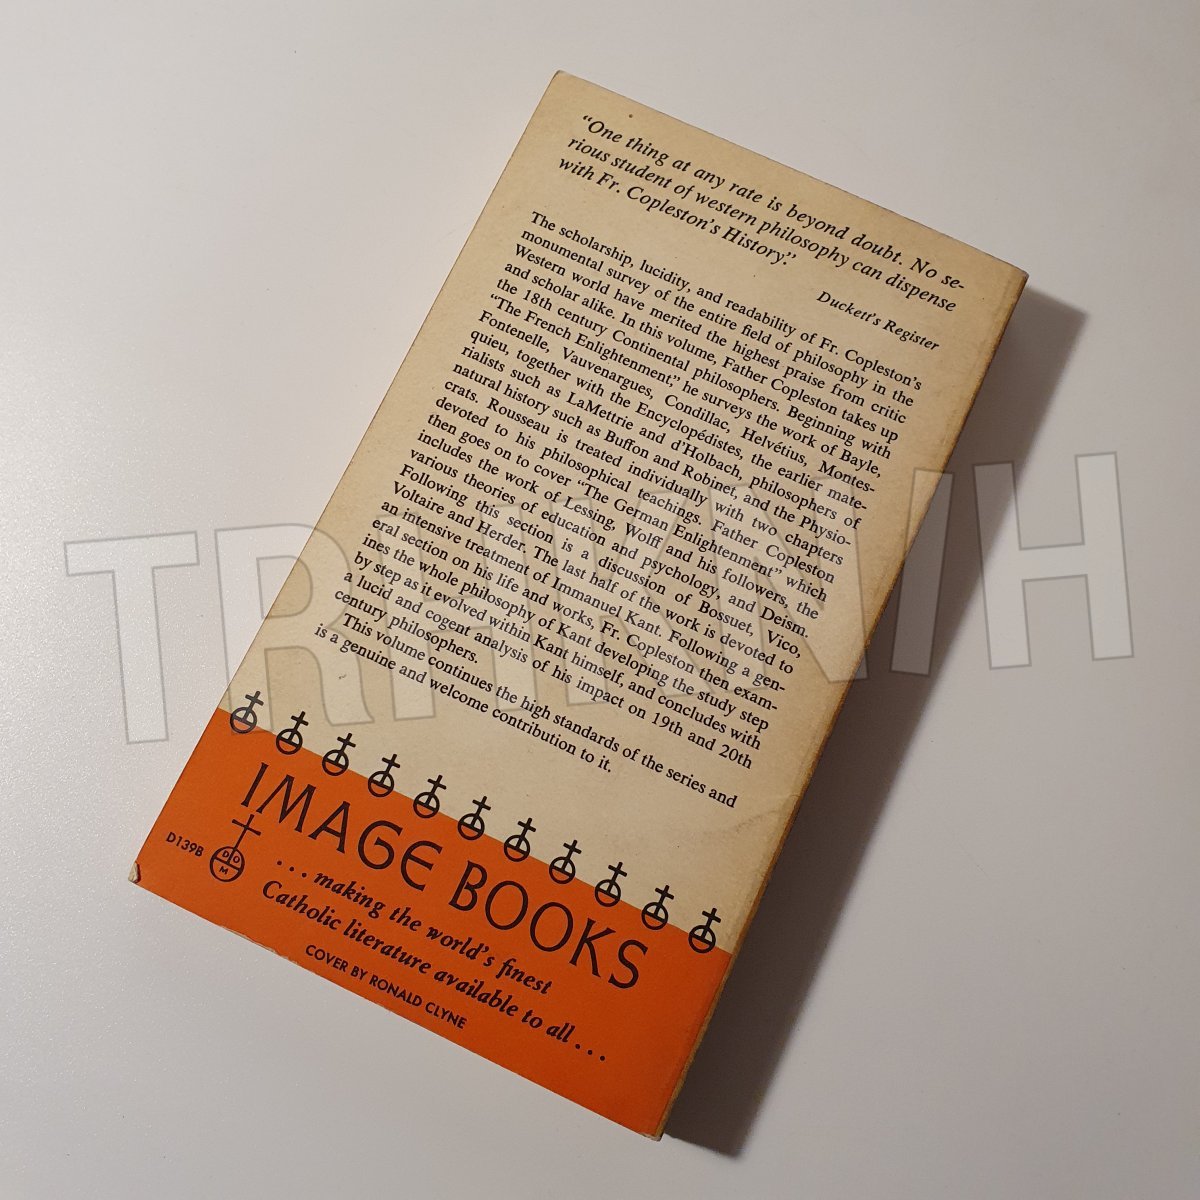 “One thing at any rate is beyond doubt. No se-
rious student of western philosophy can dispense
with Fr. Copleston's History.”
Duckett's Register
The scholarship, lucidity, and readability of Fr. Copleston's
monumental survey of the entire field of philosophy in the
Western world have merited the highest praise from critic
and scholar alike. In this volume, Father Copleston takes up
the 18th century Continental philosophers. Beginning with
“The French Enlightenment,” he surveys the work of Bayle,
Fontenelle, Vauvenargues, Condillac, Helvétius, Montes-
quieu, together with the Encyclopédistes, the earlier mate-
rialists such as LaMettrie and d'Holbach, philosophers of
natural history such as Buffon and Robinet, and the Physio-
crats. Rousseau is treated individually with two chapters
devoted to his philosophical teachings. Father Copleston
then goes on to cover “The German Enlightenment” which
includes the work of Lessing, Wolff and his followers, the
various theories of education and psychology, and Deism.
Following this section is a discussion of Bossuet, Vico,
Voltaire and Herder. The last half of the work is devoted to
an intensive treatment of Immanuel Kant. Following a gen-
eral section on his life and works, Fr. Copleston then exam-
ines the whole philosophy of Kant developing the study step
by step as it evolved within Kant himself, and concludes with
a lucid and cogent analysis of his impact on 19th and 20th
century philosophers.
This volume continues the high standards of the series and
is a genuine and welcome contribution to it.
IMAGE BOOKS
D139B
D O M
. . . making the world's finest
Catholic literature available to all . . .
COVER BY RONALD CLYNE
TRHKNIH